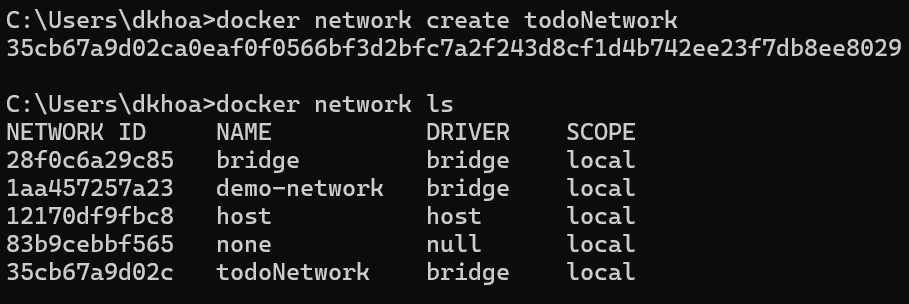 C:\Users\dkhoa>docker network create todoNetwork
35cb67a9d02ca0eaf0f0566bf3d2bfc7a2f243d8cf1d4b742ee23f7db8ee8029
C:\Users\dkhoa>docker network ls
NETWORK ID     NAME           DRIVER    SCOPE
28f0c6a29c85   bridge         bridge    local
1aa457257a23   demo-network   bridge    local
12170df9fbc8   host           host      local
83b9cebbf565   none           null      local
35cb67a9d02c   todoNetwork    bridge    local